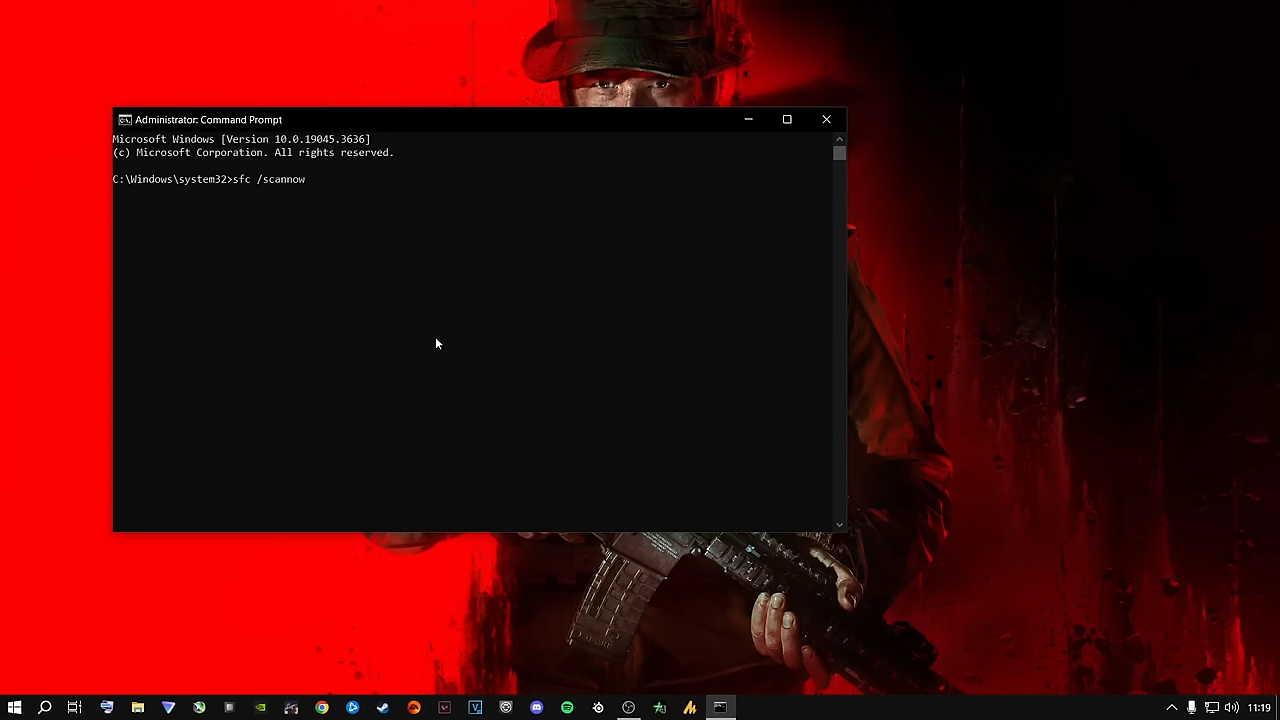 Administrator: Command Prompt
Microsoft Windows [Version 10.0.19045.3636]
(c) Microsoft Corporation. All rights reserved.
C:\Windows\system32>sfc /scannow
11:19